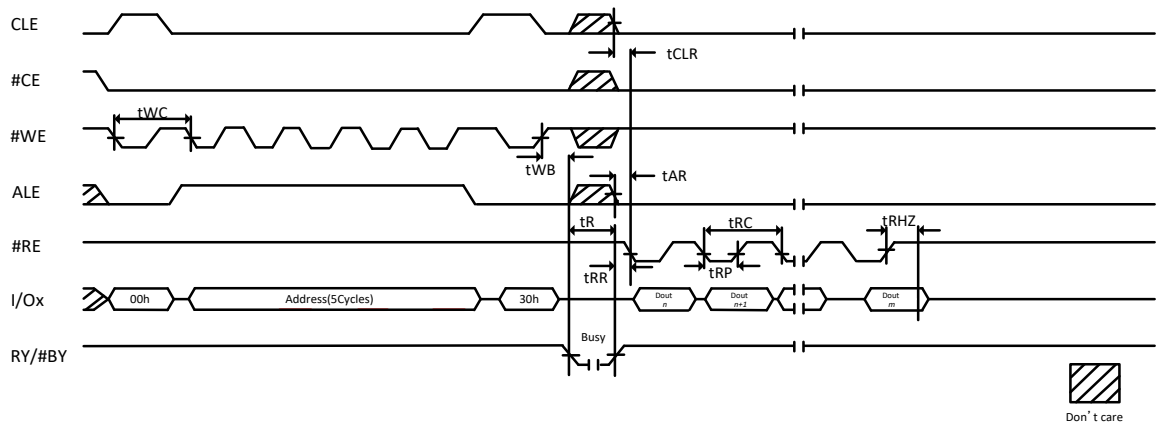 CLE
tCLR
#CE
tWC
#WE
tWB
tAR
ALE
tR
tRC
tRHZ
#RE
tRR
tRP
I/Ox
00h
Address(5Cycles)
30h
Dout
n
Dout
n+1
Dout
m
Busy
RY/#BY
Don't care